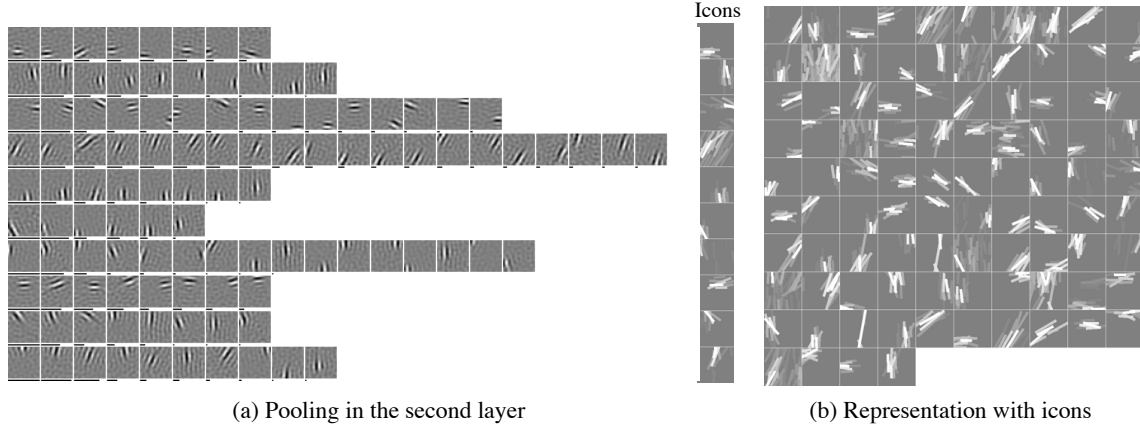 Icons
(a) Pooling in the second layer
(b) Representation with icons